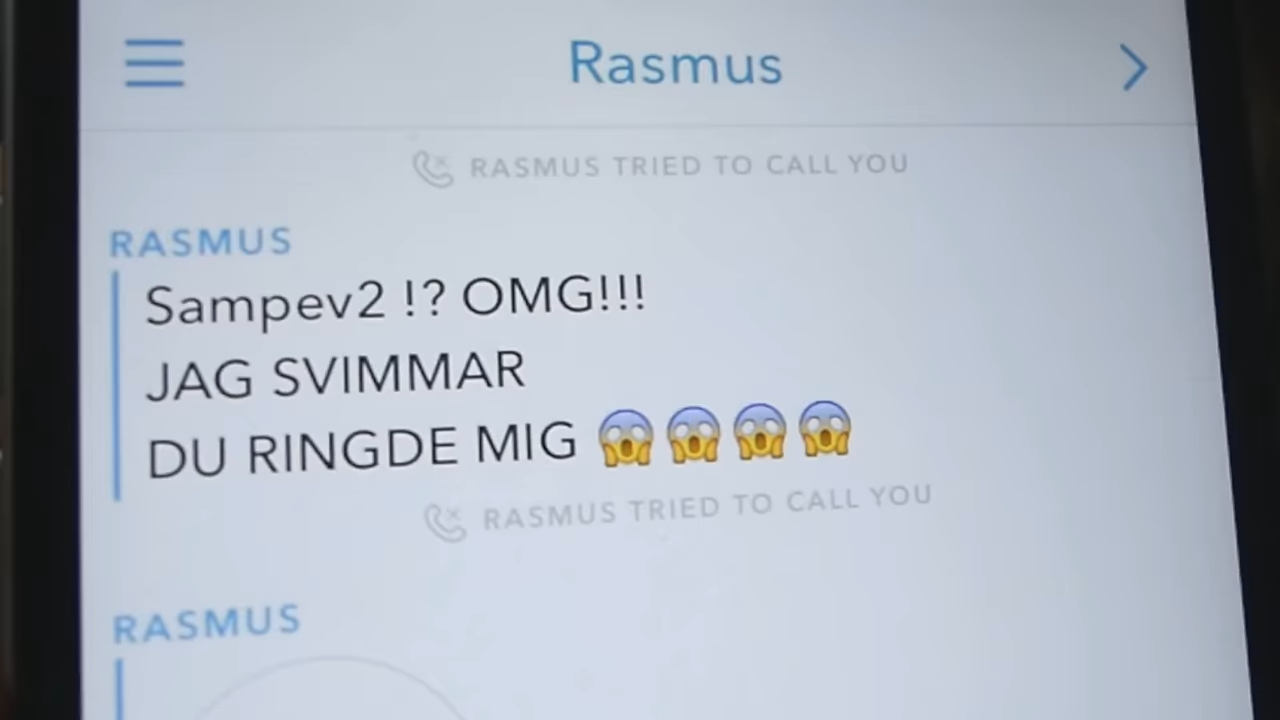 Rasmus
RASMUS TRIED TO CALL YOU
RASMUS
Sampev2 !? OMG!!!
JAG SVIMMAR
DU RINGDE MIG 😱😱😱😱
RASMUS TRIED TO CALL YOU
RASMUS